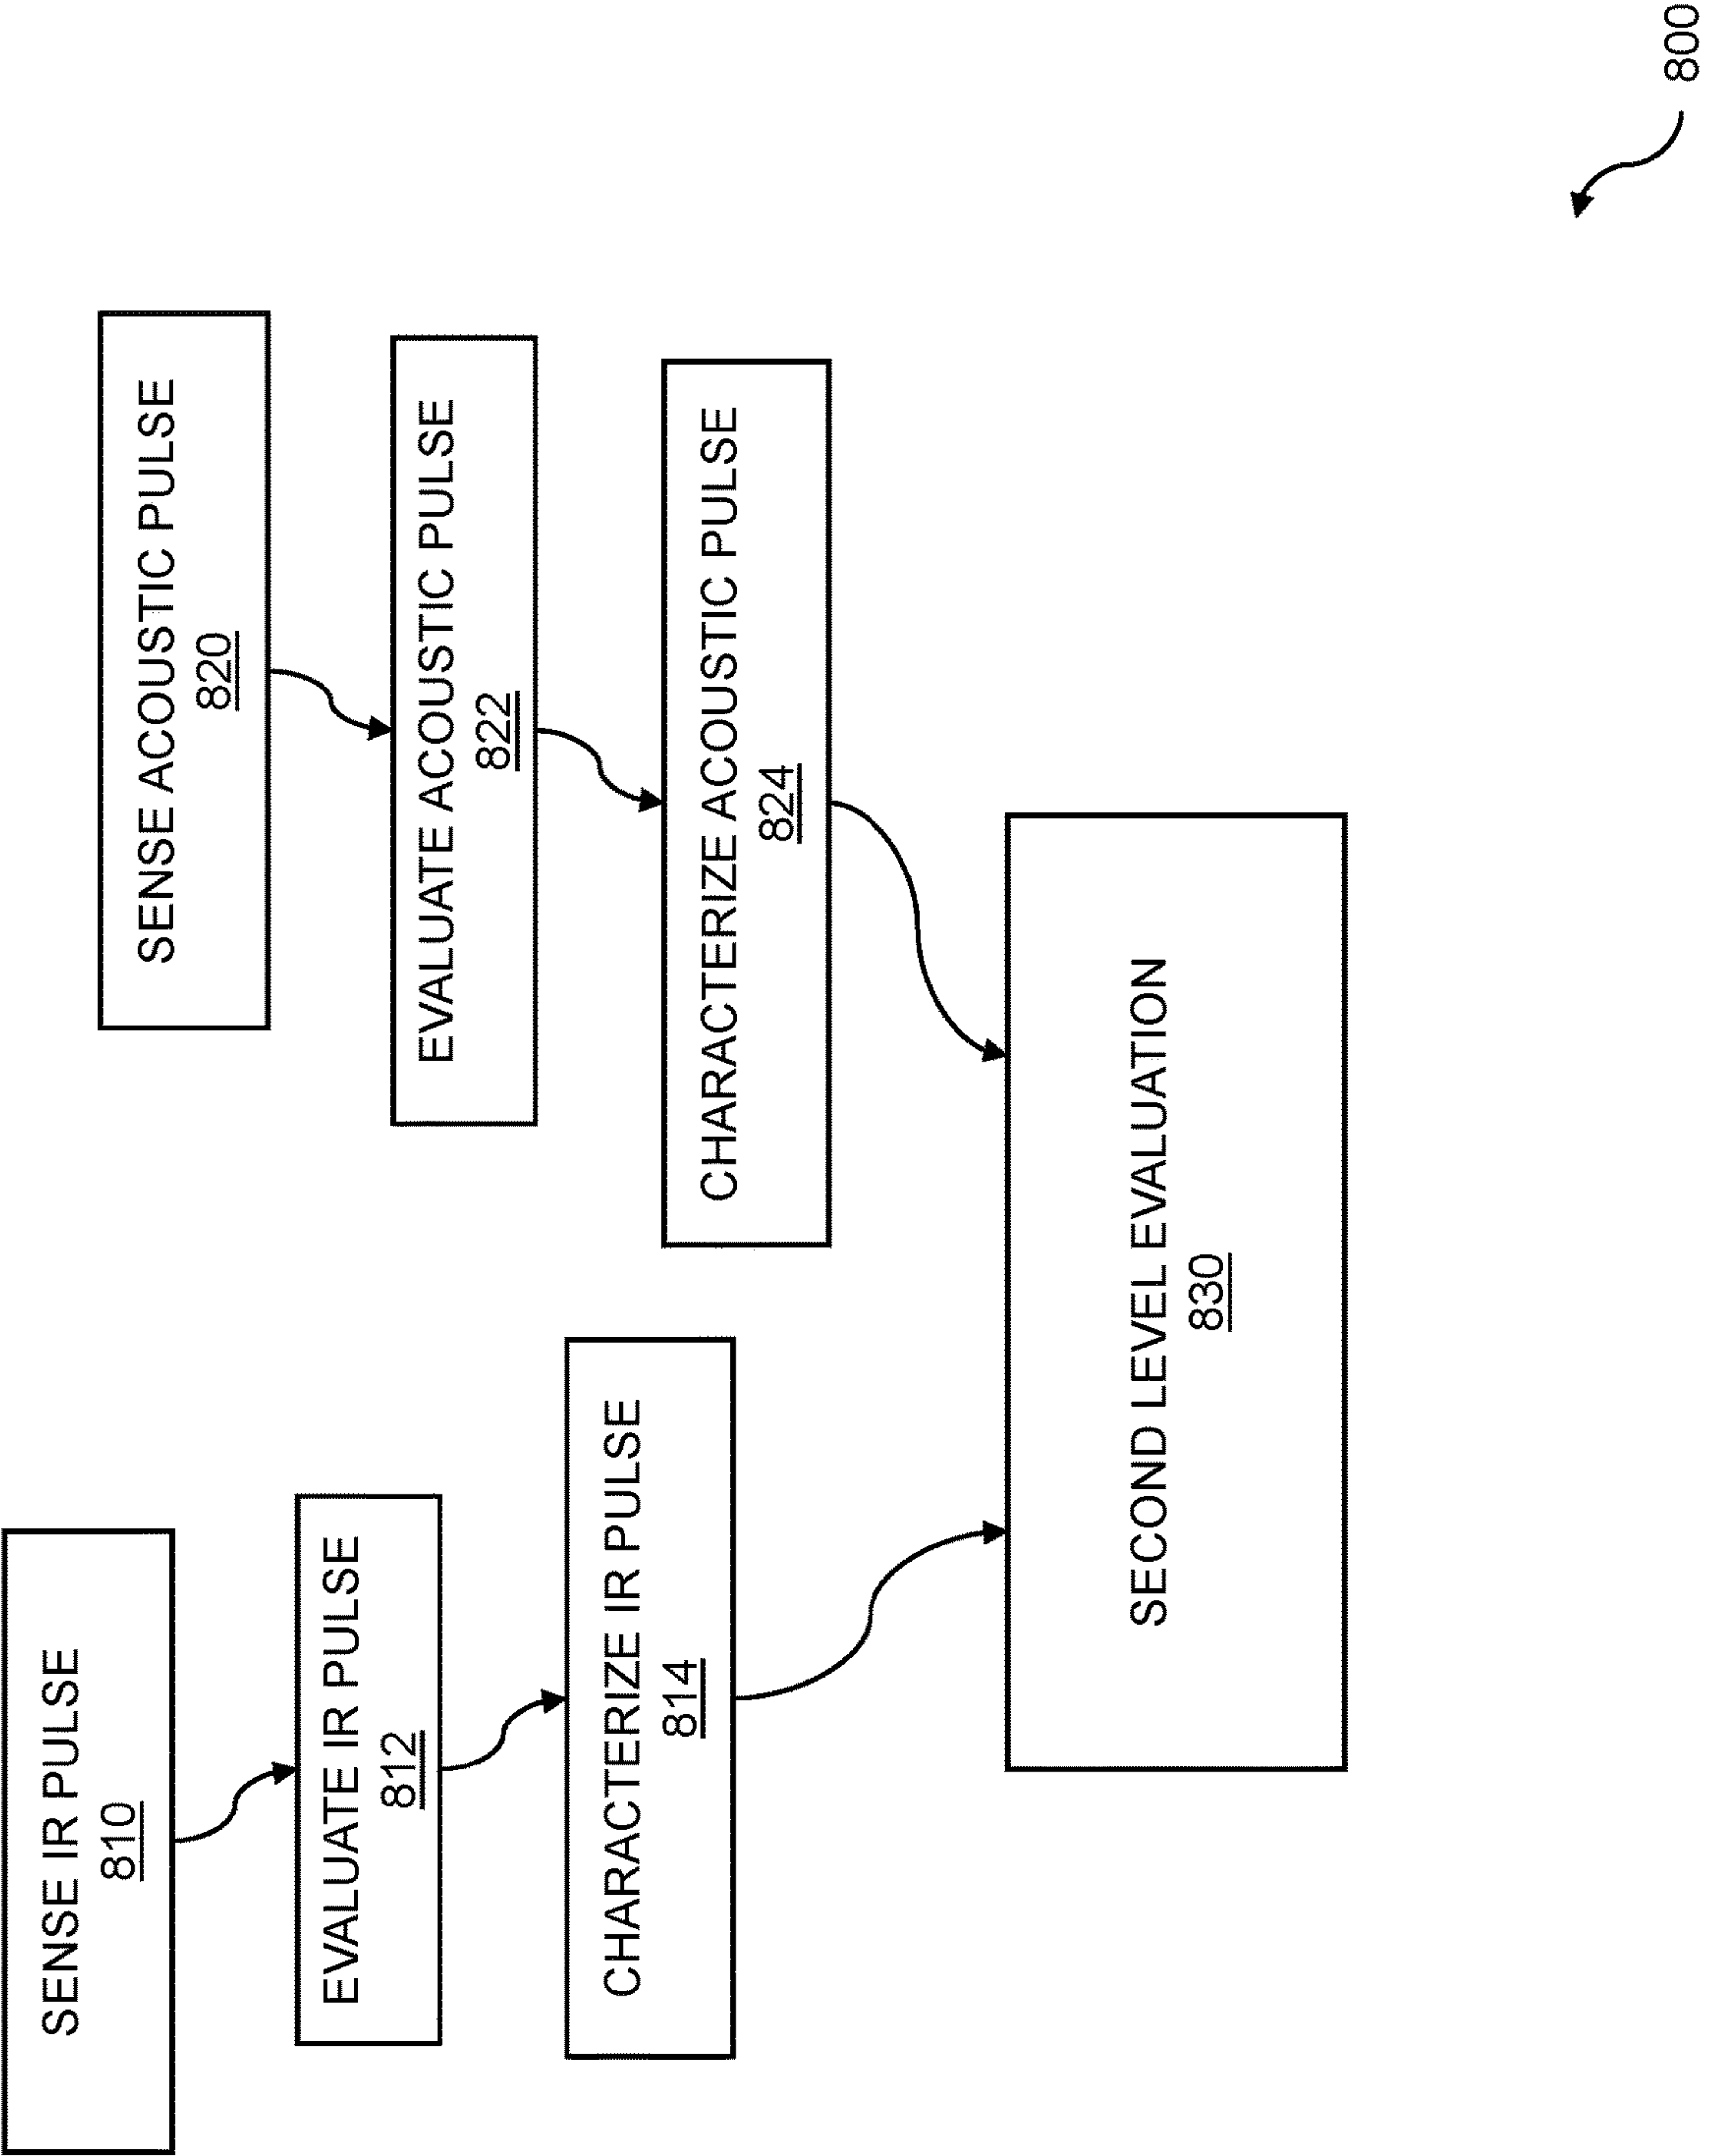 SENSE IR PULSE
810
EVALUATE IR PULSE
812
CHARACTERIZE IR PULSE
814
SENSE ACOUSTIC PULSE
820
EVALUATE ACOUSTIC PULSE
822
CHARACTERIZE ACOUSTIC PULSE
824
SECOND LEVEL EVALUATION
830
800